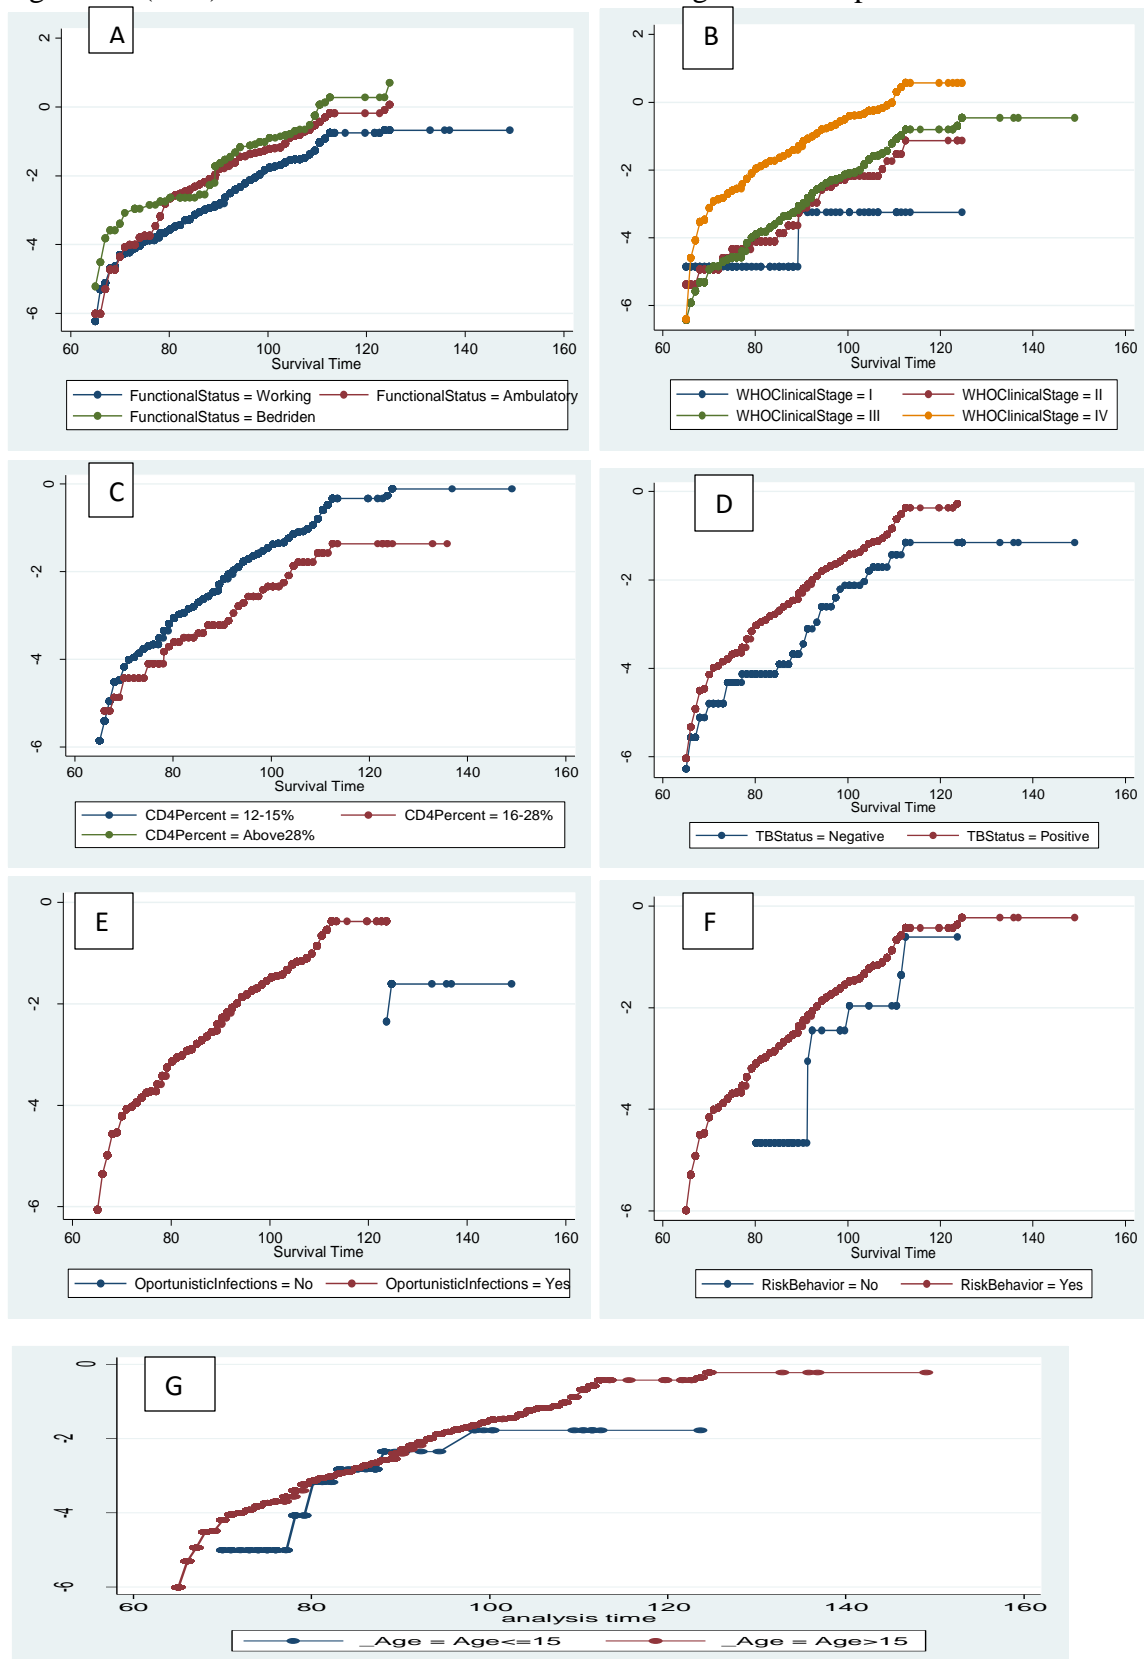 A
2
0
-2
-4
-6
60 80 100 120 140 160
Survival Time
FunctionalStatus = Working FunctionalStatus = Ambulatory
FunctionalStatus = Bedriden
B
2
0
-2
-4
-6
60 80 100 120 140 160
Survival Time
WHOClinicalStage = I WHOClinicalStage = II
WHOClinicalStage = III WHOClinicalStage = IV
C
0
-2
-4
-6
60 80 100 120 140 160
Survival Time
CD4Percent = 12-15% CD4Percent = 16-28%
CD4Percent = Above28%
D
0
-2
-4
-6
60 80 100 120 140 160
Survival Time
TBStatus = Negative TBStatus = Positive
E
0
-2
-4
-6
60 80 100 120 140 160
Survival Time
OportunisticInfections = No OportunisticInfections = Yes
F
0
-2
-4
-6
60 80 100 120 140 160
Survival Time
RiskBehavior = No RiskBehavior = Yes
G
0
-2
-4
-6
60 80 100 120 140 160
analysis time
_Age = Age<=15 _Age = Age>15